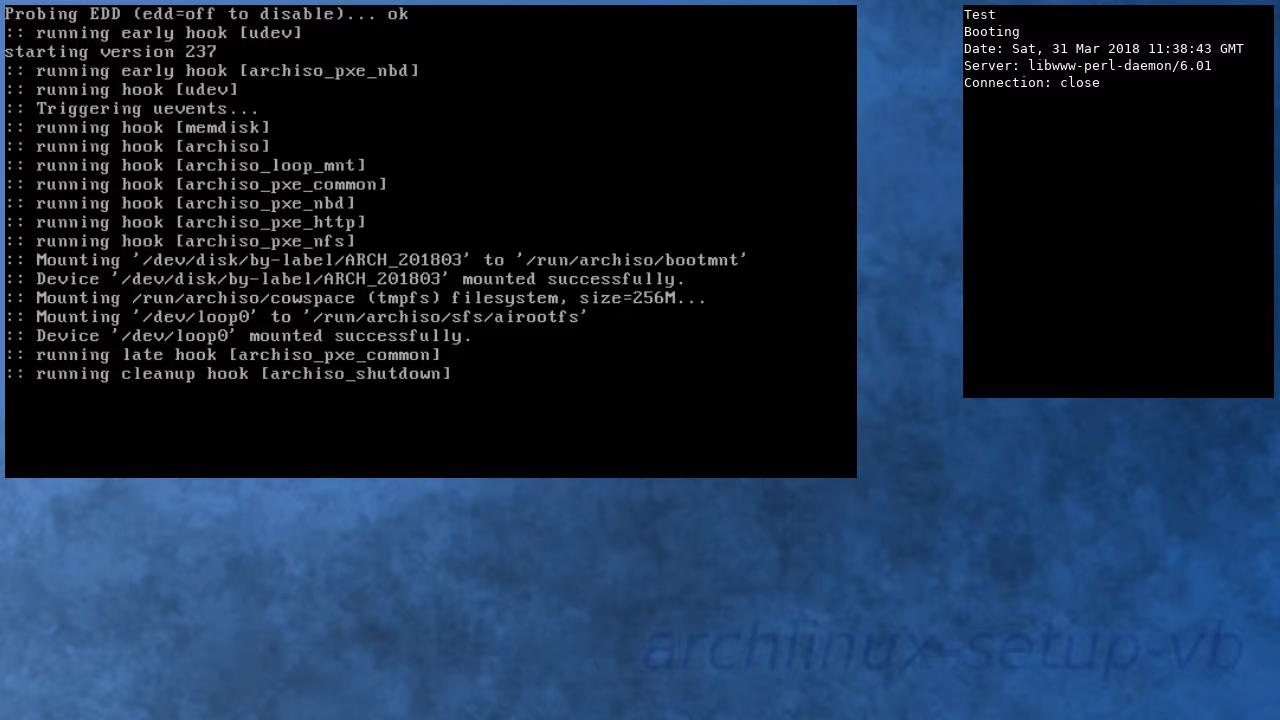 Probing EDD (edd=off to disable)... ok
:: running early hook [udev]
starting version 237
:: running early hook [archiso_pxe_nbd]
:: running hook [udev]
:: Triggering uevents...
:: running hook [memdisk]
:: running hook [archiso]
:: running hook [archiso_loop_mnt]
:: running hook [archiso_pxe_common]
:: running hook [archiso_pxe_nbd]
:: running hook [archiso_pxe_http]
:: running hook [archiso_pxe_nfs]
:: Mounting '/dev/disk/by-label/ARCH_201803' to '/run/archiso/bootmnt'
:: Device '/dev/disk/by-label/ARCH_201803' mounted successfully.
:: Mounting /run/archiso/cowspace (tmpfs) filesystem, size=256M...
:: Mounting '/dev/loop0' to '/run/archiso/sfs/airootfs'
:: Device '/dev/loop0' mounted successfully.
:: running late hook [archiso_pxe_common]
:: running cleanup hook [archiso_shutdown]
Test
Booting
Date: Sat, 31 Mar 2018 11:38:43 GMT
Server: libwww-perl-daemon/6.01
Connection: close
archlinux-setup-vb